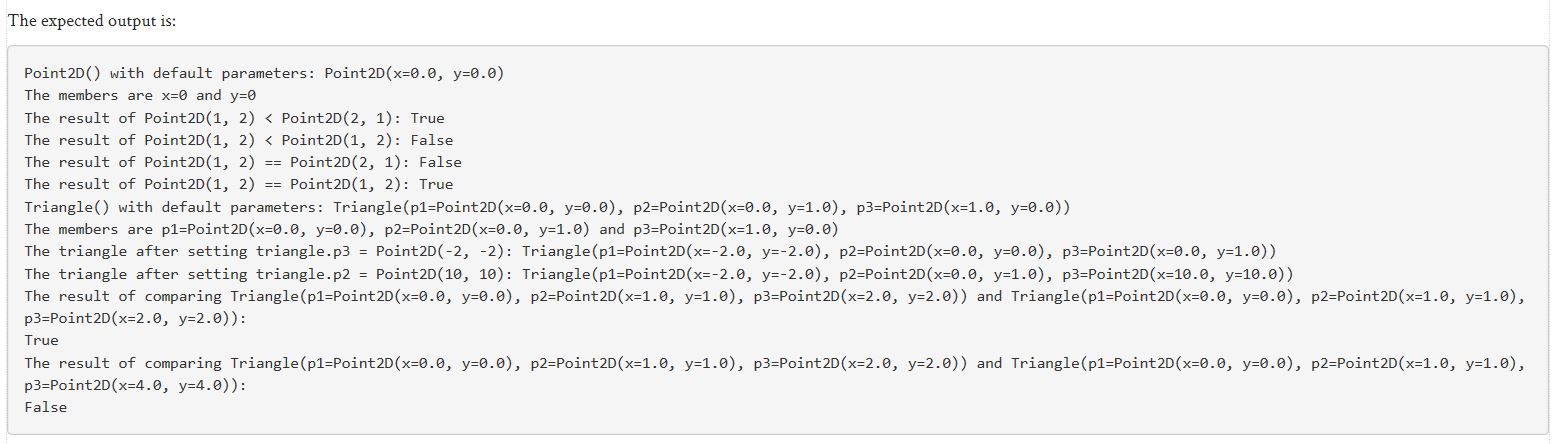 The expected output is:
Point2D() with default parameters: Point2D(x=0.0, y=0.0)
The members are x=0 and y=0
The result of Point2D(1, 2) < Point2D(2, 1): True
The result of Point2D(1, 2) < Point2D(1, 2): False
The result of Point2D(1, 2) == Point2D(2, 1): False
The result of Point2D(1, 2) == Point2D(1, 2): True
Triangle() with default parameters: Triangle(p1=Point2D(x=0.0, y=0.0), p2=Point2D(x=0.0, y=1.0), p3=Point2D(x=1.0, y=0.0))
The members are p1=Point2D(x=0.0, y=0.0), p2=Point2D(x=0.0, y=1.0) and p3=Point2D(x=1.0, y=0.0)
The triangle after setting triangle.p3 = Point2D(-2, -2): Triangle(p1=Point2D(x=-2.0, y=-2.0), p2=Point2D(x=0.0, y=0.0), p3=Point2D(x=0.0, y=1.0))
The triangle after setting triangle.p2 = Point2D(10, 10): Triangle(p1=Point2D(x=-2.0, y=-2.0), p2=Point2D(x=0.0, y=1.0), p3=Point2D(x=10.0, y=10.0))
The result of comparing Triangle(p1=Point2D(x=0.0, y=0.0), p2=Point2D(x=1.0, y=1.0), p3=Point2D(x=2.0, y=2.0)) and Triangle(p1=Point2D(x=0.0, y=0.0), p2=Point2D(x=1.0, y=1.0),
p3=Point2D(x=2.0, y=2.0)):
True
The result of comparing Triangle(p1=Point2D(x=0.0, y=0.0), p2=Point2D(x=1.0, y=1.0), p3=Point2D(x=2.0, y=2.0)) and Triangle(p1=Point2D(x=0.0, y=0.0), p2=Point2D(x=1.0, y=1.0),
p3=Point2D(x=4.0, y=4.0)):
False